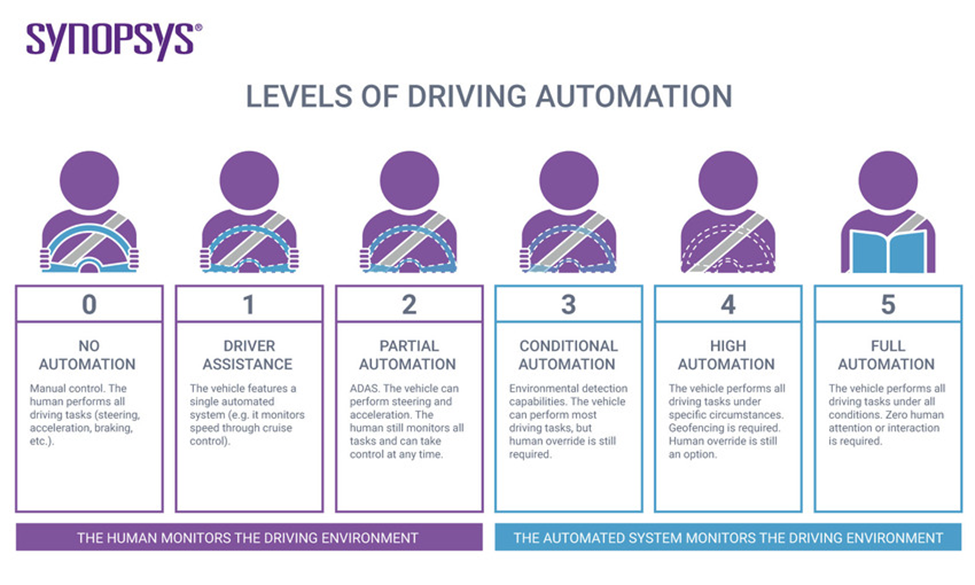 SYNOPSYS®
LEVELS OF DRIVING AUTOMATION
0
NO
AUTOMATION
Manual control. The
human performs all
driving tasks (steering,
acceleration, braking,
etc.).
1
DRIVER
ASSISTANCE
The vehicle features a
single automated
system (e.g. it monitors
speed through cruise
control).
2
PARTIAL
AUTOMATION
ADAS. The vehicle can
perform steering and
acceleration. The
human still monitors all
tasks and can take
control at any time.
3
CONDITIONAL
AUTOMATION
Environmental detection
capabilities. The vehicle
can perform most
driving tasks, but
human override is still
required.
4
HIGH
AUTOMATION
The vehicle performs all
driving tasks under
specific circumstances.
Geofencing is required.
Human override is still
an option.
5
FULL
AUTOMATION
The vehicle performs all
driving tasks under all
conditions. Zero human
attention or interaction
is required.
THE HUMAN MONITORS THE DRIVING ENVIRONMENT
THE AUTOMATED SYSTEM MONITORS THE DRIVING ENVIRONMENT